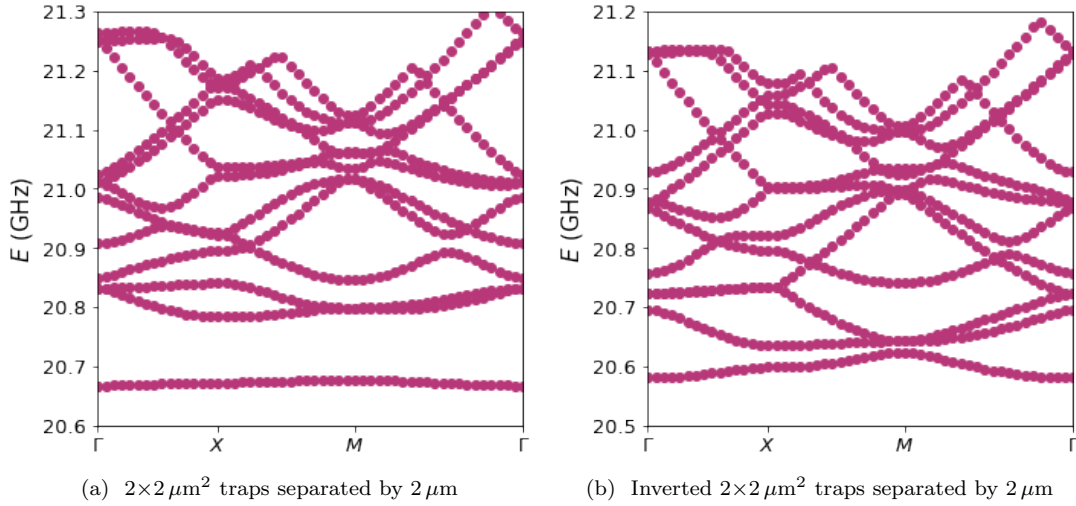 21.3
21.2
21.1
21.0
20.9
20.8
20.7
20.6
E (GHz)
Γ X M Γ
(a) 2×2 μm² traps separated by 2 μm
21.2
21.1
21.0
20.9
20.8
20.7
20.6
20.5
E (GHz)
Γ X M Γ
(b) Inverted 2×2 μm² traps separated by 2 μm